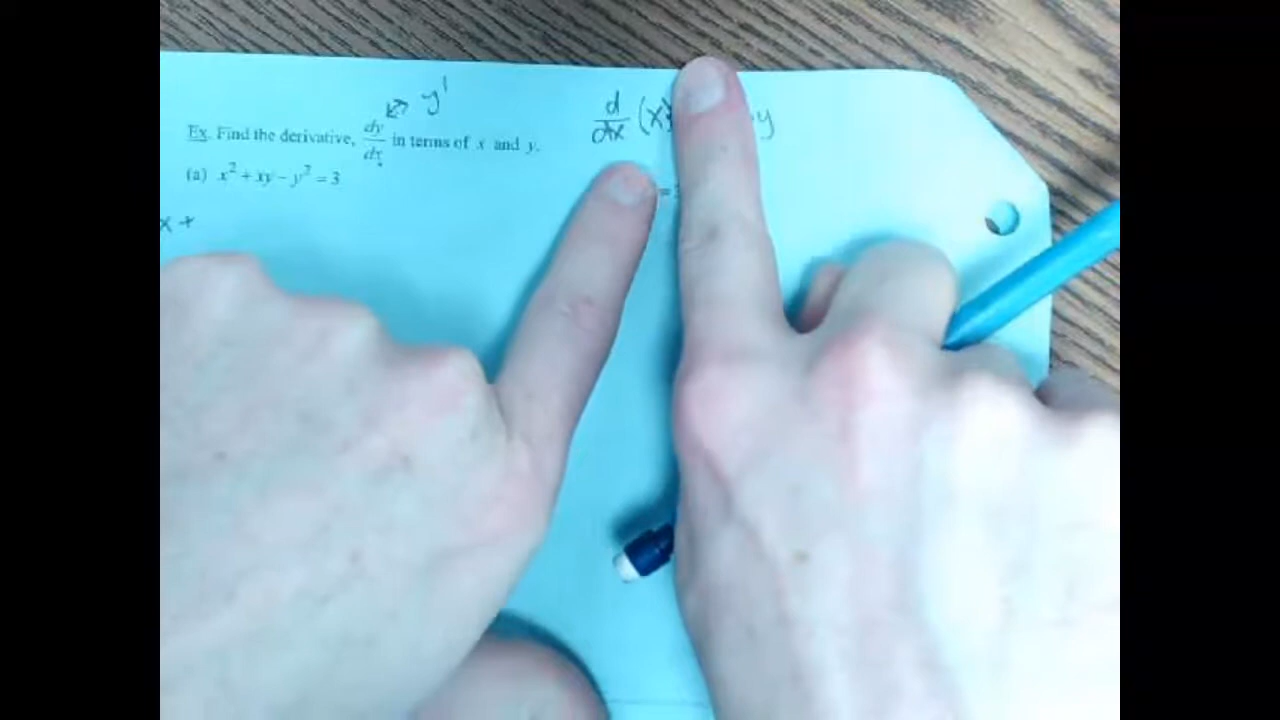 y'
Ex. Find the derivative, dy/dx in terms of x and y.
d/dx (x y
(a) x² + xy − y² = 3
=
x +